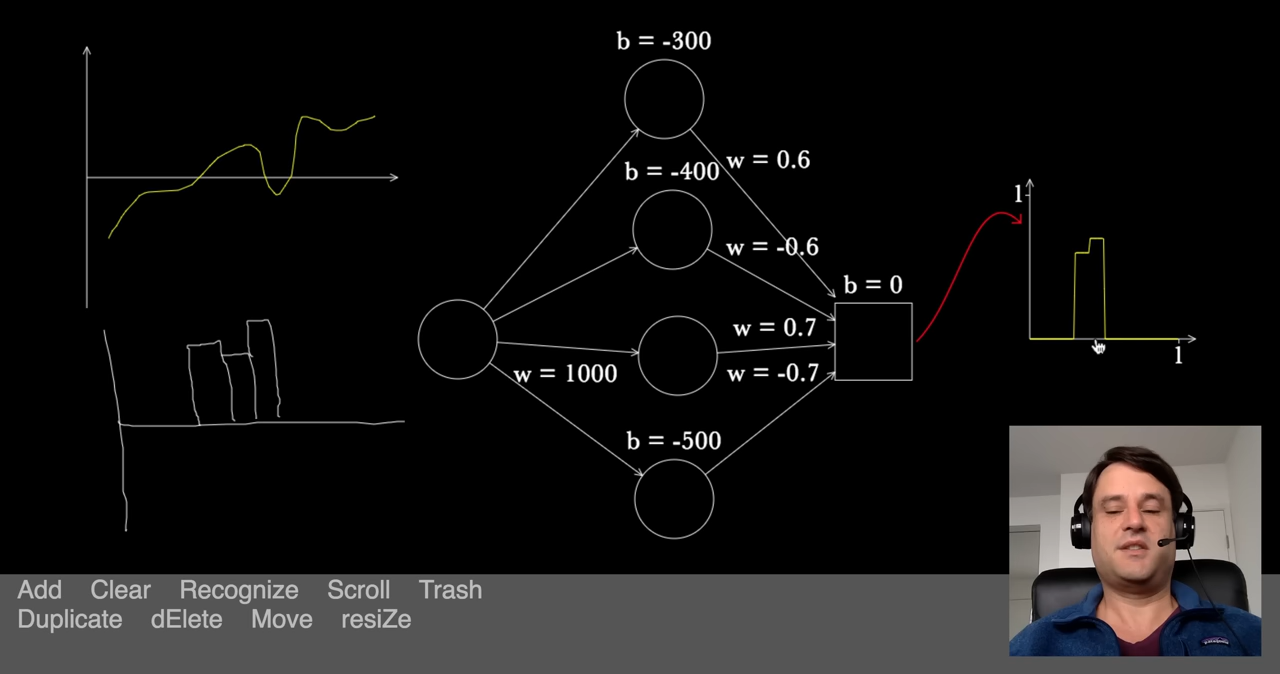 b = -300
w = 0.6
b = -400
w = -0.6
b = 0
w = 0.7
w = 1000
w = -0.7
b = -500
1
1
Add Clear Recognize Scroll Trash
Duplicate dElete Move resiZe
patagonia